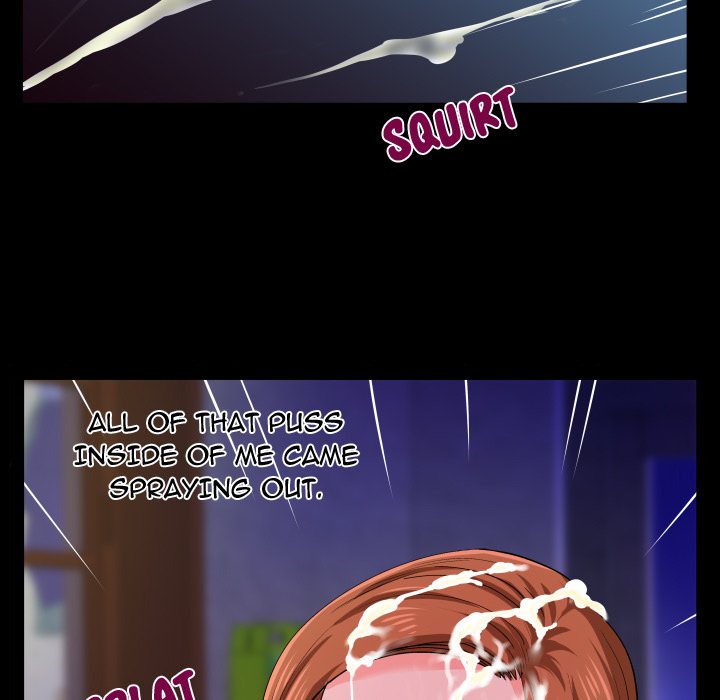 SQUIRT
ALL OF THAT PUSS
INSIDE OF ME CAME
SPRAYING OUT.